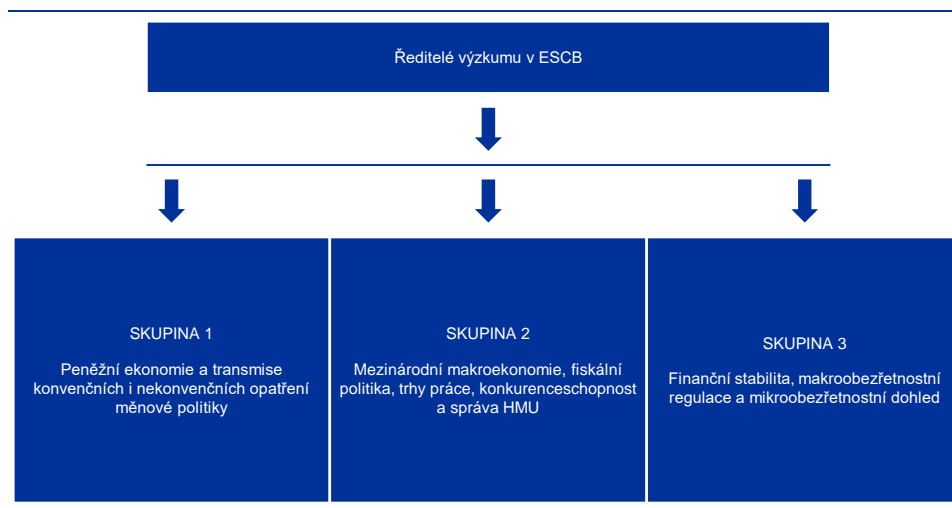 Ředitelé výzkumu v ESCB
SKUPINA 1
Peněžní ekonomie a transmise
konvenčních i nekonvenčních opatření
měnové politiky
SKUPINA 2
Mezinárodní makroekonomie, fiskální
politika, trhy práce, konkurenceschopnost
a správa HMU
SKUPINA 3
Finanční stabilita, makroobezřetnostní
regulace a mikroobezřetnostní dohled